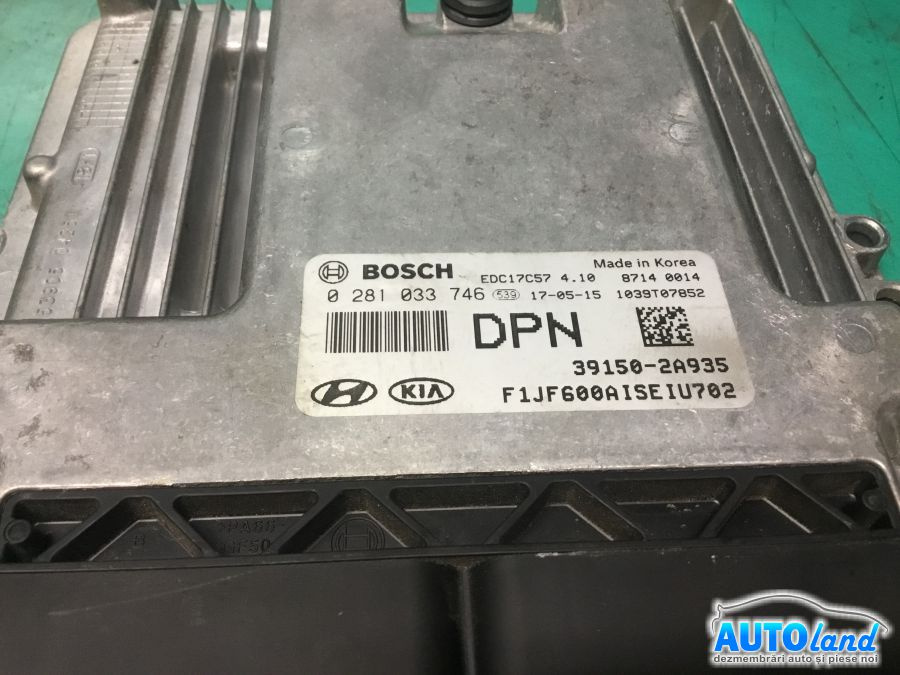 BOSCH EDC17C57 4.10 Made in Korea 8714 0014
0 281 033 746 539 17-05-15 1039T07852
DPN
39150-2A935
KIA F1JF600AISEIU702
AUTOland
dezmembrări auto și piese noi